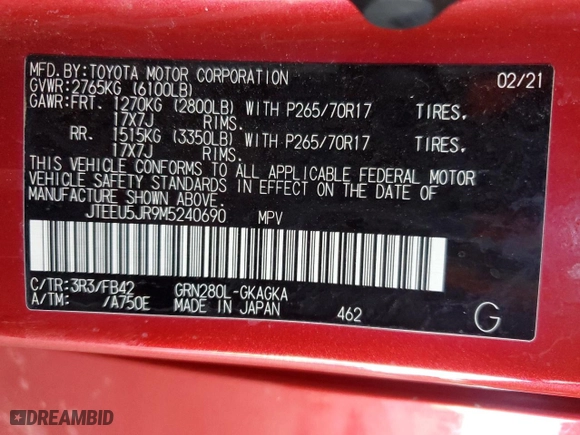 MFD.BY:TOYOTA MOTOR CORPORATION 02/21
GVWR:2765KG (6100LB)
GAWR:FRT. 1270KG (2800LB) WITH P265/70R17 TIRES,
17X7J RIMS.
RR. 1515KG (3350LB) WITH P265/70R17 TIRES,
17X7J RIMS.
THIS VEHICLE CONFORMS TO ALL APPLICABLE FEDERAL MOTOR
VEHICLE SAFETY STANDARDS IN EFFECT ON THE DATE OF
MANUFACTURE SHOWN ABOVE.
JTEEU5JR9M5240690 MPV
C/TR:3R3/FB42 GRN280L-GKAGKA
A/TM: /A750E MADE IN JAPAN 462 G
DREAMBID